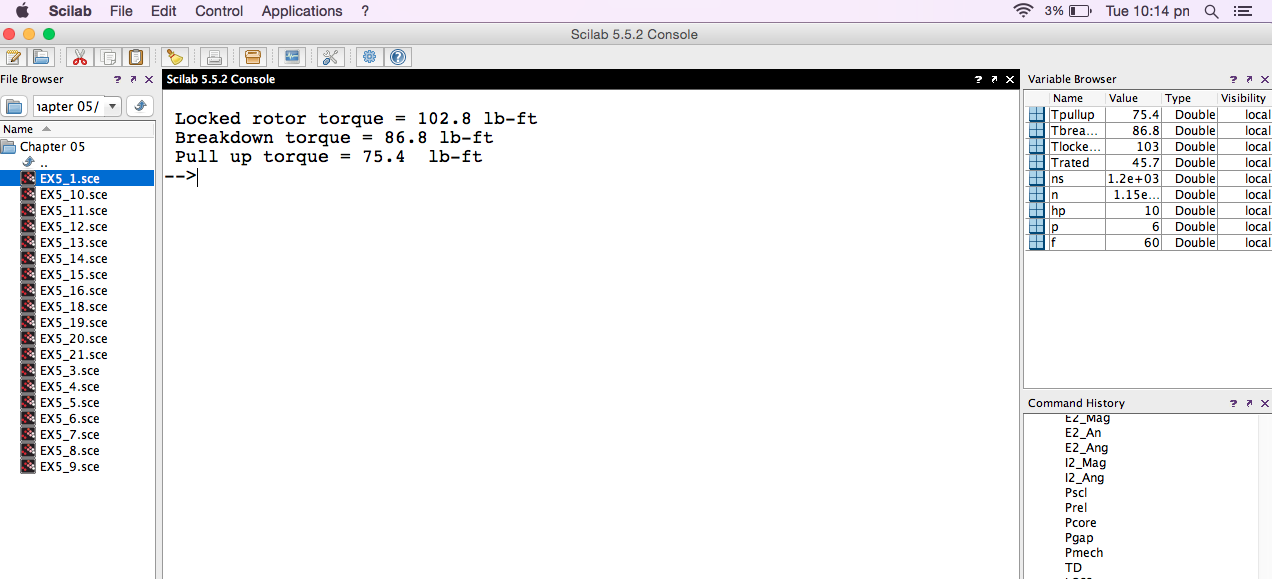 Scilab File Edit Control Applications ? 3% Tue 10:14 pn
Scilab 5.5.2 Console
File Browser ? Scilab 5.5.2 Console ? Variable Browser ?
hapter 05/
Name
Chapter 05
..
EX5_1.sce
EX5_10.sce
EX5_11.sce
EX5_12.sce
EX5_13.sce
EX5_14.sce
EX5_15.sce
EX5_16.sce
EX5_18.sce
EX5_19.sce
EX5_20.sce
EX5_21.sce
EX5_3.sce
EX5_4.sce
EX5_5.sce
EX5_6.sce
EX5_7.sce
EX5_8.sce
EX5_9.sce
Locked rotor torque = 102.8 lb-ft
Breakdown torque = 86.8 lb-ft
Pull up torque = 75.4  lb-ft
-->
Name Value Type Visibility
Tpullup 75.4 Double local
Tbrea... 86.8 Double local
Tlocke... 103 Double local
Trated 45.7 Double local
ns 1.2e+03 Double local
n 1.15e... Double local
hp 10 Double local
p 6 Double local
f 60 Double local
Command History ?
E2_Mag
E2_An
E2_Ang
I2_Mag
I2_Ang
Pscl
Prel
Pcore
Pgap
Pmech
TD